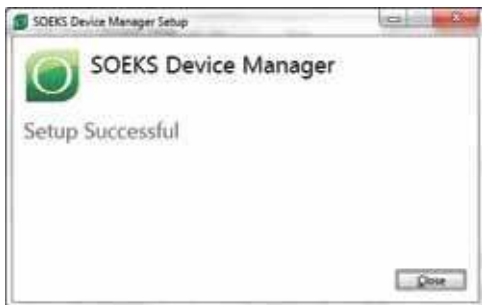 SOEKS Device Manager Setup
SOEKS Device Manager
Setup Successful
Close